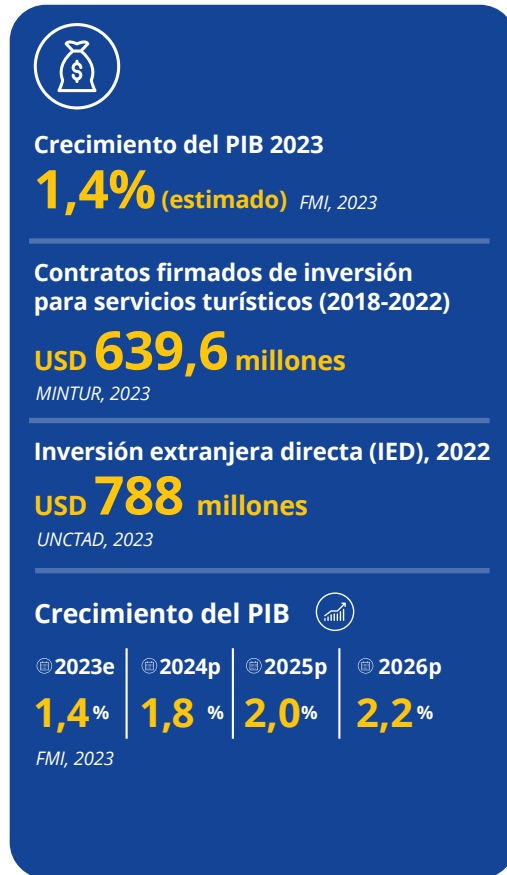 $
Crecimiento del PIB 2023
1,4% (estimado) FMI, 2023
Contratos firmados de inversión
para servicios turísticos (2018-2022)
USD 639,6 millones
MINTUR, 2023
Inversión extranjera directa (IED), 2022
USD 788 millones
UNCTAD, 2023
Crecimiento del PIB
2023e 2024p 2025p 2026p
1,4% 1,8 % 2,0% 2,2%
FMI, 2023